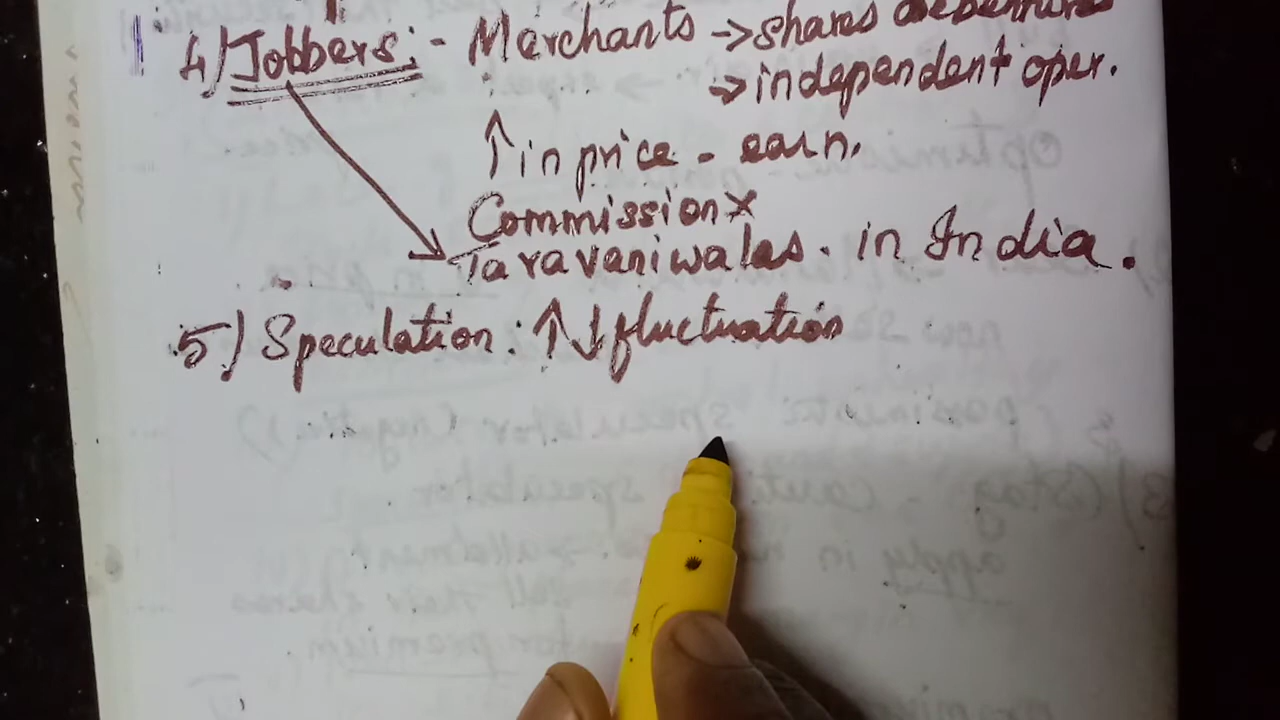 4) Jobbers: - Merchants → shares debentures
→ independent oper.
↑ in price - earn.
Commission x
Taravaniwalas. in India.
5) Speculation: ↑↓ fluctuation